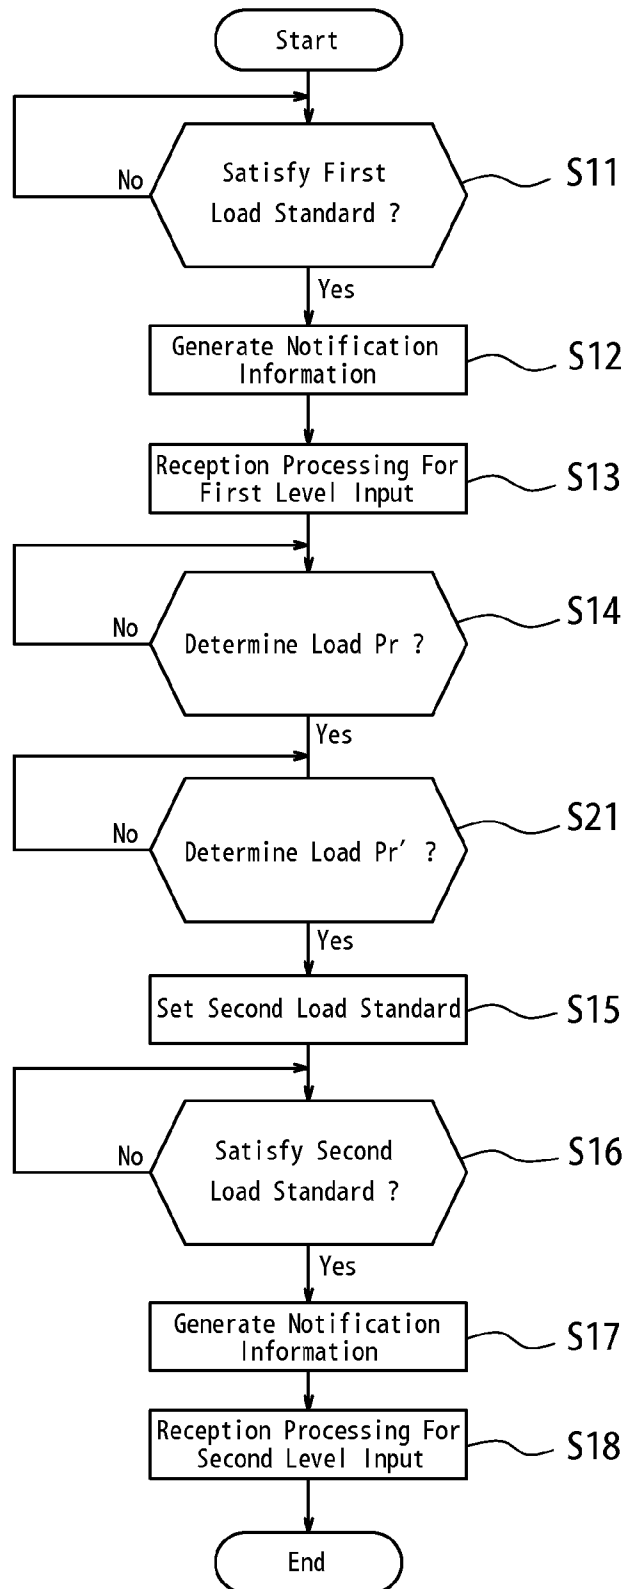 Start
Satisfy First
Load Standard ?
No
S11
Yes
Generate Notification
Information
S12
Reception Processing For
First Level Input
S13
No
Determine Load Pr ?
S14
Yes
No
Determine Load Pr′ ?
S21
Yes
Set Second Load Standard
S15
Satisfy Second
Load Standard ?
No
S16
Yes
Generate Notification
Information
S17
Reception Processing For
Second Level Input
S18
End